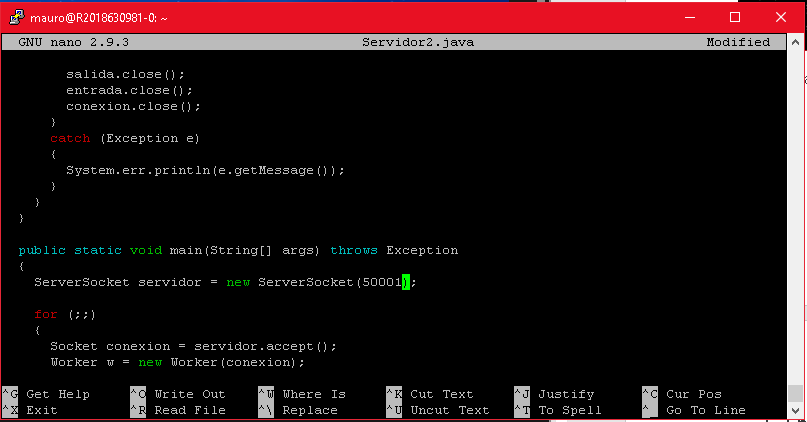 mauro@R2018630981-0: ~
GNU nano 2.9.3 Servidor2.java Modified
salida.close();
entrada.close();
conexion.close();
}
catch (Exception e)
{
System.err.println(e.getMessage());
}
}
}
public static void main(String[] args) throws Exception
{
ServerSocket servidor = new ServerSocket(50001);
for (;;)
{
Socket conexion = servidor.accept();
Worker w = new Worker(conexion);
^G Get Help ^O Write Out ^W Where Is ^K Cut Text ^J Justify ^C Cur Pos
^X Exit ^R Read File ^\ Replace ^U Uncut Text ^T To Spell ^_ Go To Line